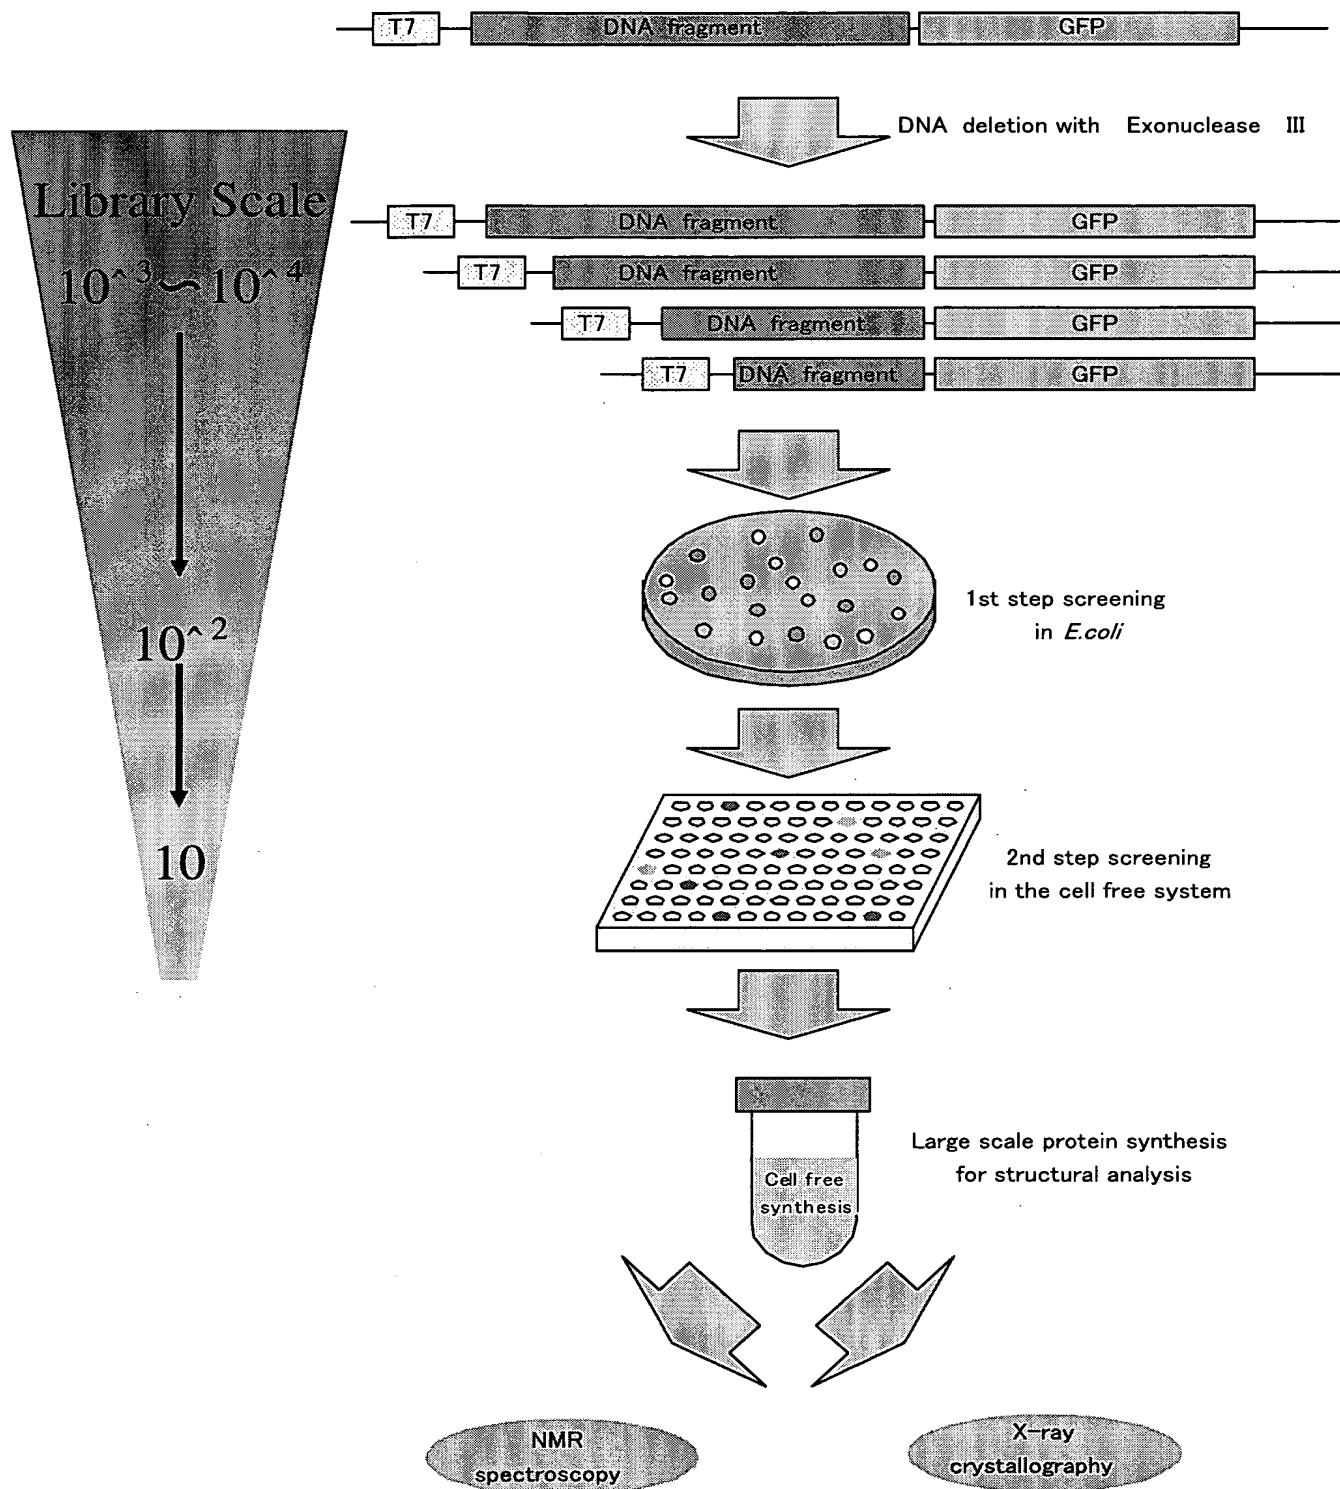 T7 DNA fragment GFP
DNA deletion with Exonuclease III
Library Scale
10^3〜10^4
T7 DNA fragment GFP
T7 DNA fragment GFP
T7 DNA fragment GFP
T7 DNA fragment GFP
1st step screening
in E.coli
10^2
2nd step screening
in the cell free system
10
Large scale protein synthesis
for structural analysis
Cell free
synthesis
NMR
spectroscopy
X-ray
crystallography